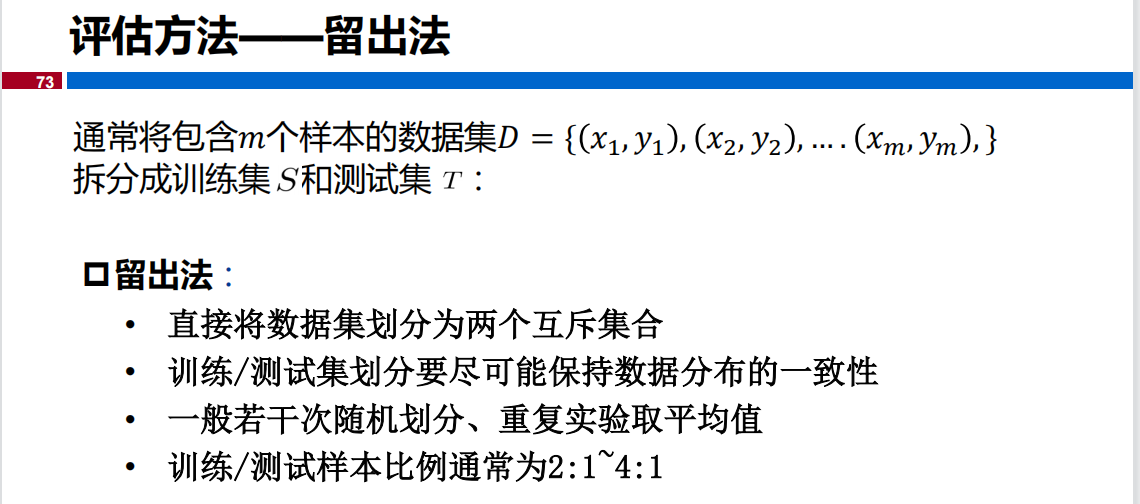 评估方法——留出法
73
通常将包含m个样本的数据集D = {(x₁, y₁), (x₂, y₂), … . (xₘ, yₘ), }
拆分成训练集 S和测试集 T：
留出法：
• 直接将数据集划分为两个互斥集合
• 训练/测试集划分要尽可能保持数据分布的一致性
• 一般若干次随机划分、重复实验取平均值
• 训练/测试样本比例通常为2:1~4:1